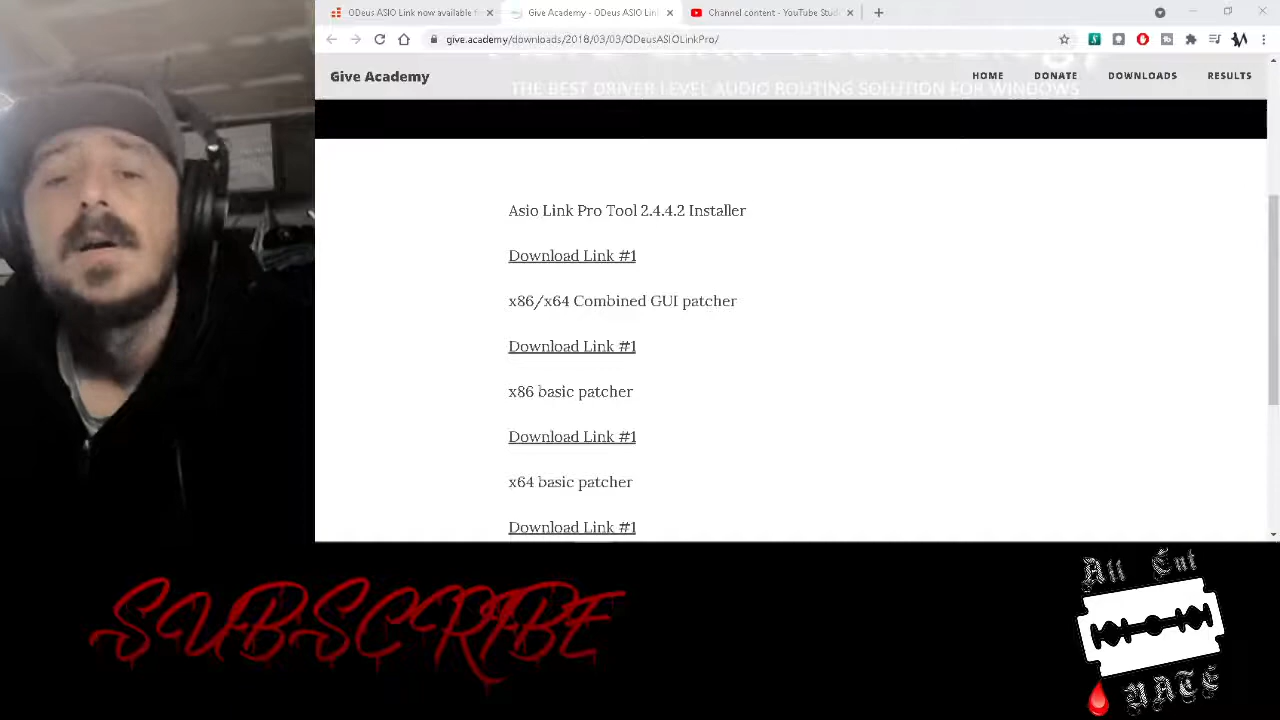 ODeus ASIO Link now available f
Give Academy - ODeus ASIO Lin
Channel content - YouTube Stud
give.academy/downloads/2018/03/03/ODeusASIOLinkPro/
Give Academy
HOME
DONATE
DOWNLOADS
RESULTS
THE BEST DRIVER LEVEL AUDIO ROUTING SOLUTION FOR WINDOWS
Asio Link Pro Tool 2.4.4.2 Installer
Download Link #1
x86/x64 Combined GUI patcher
Download Link #1
x86 basic patcher
Download Link #1
x64 basic patcher
Download Link #1
SUBSCRIBE
All Cut